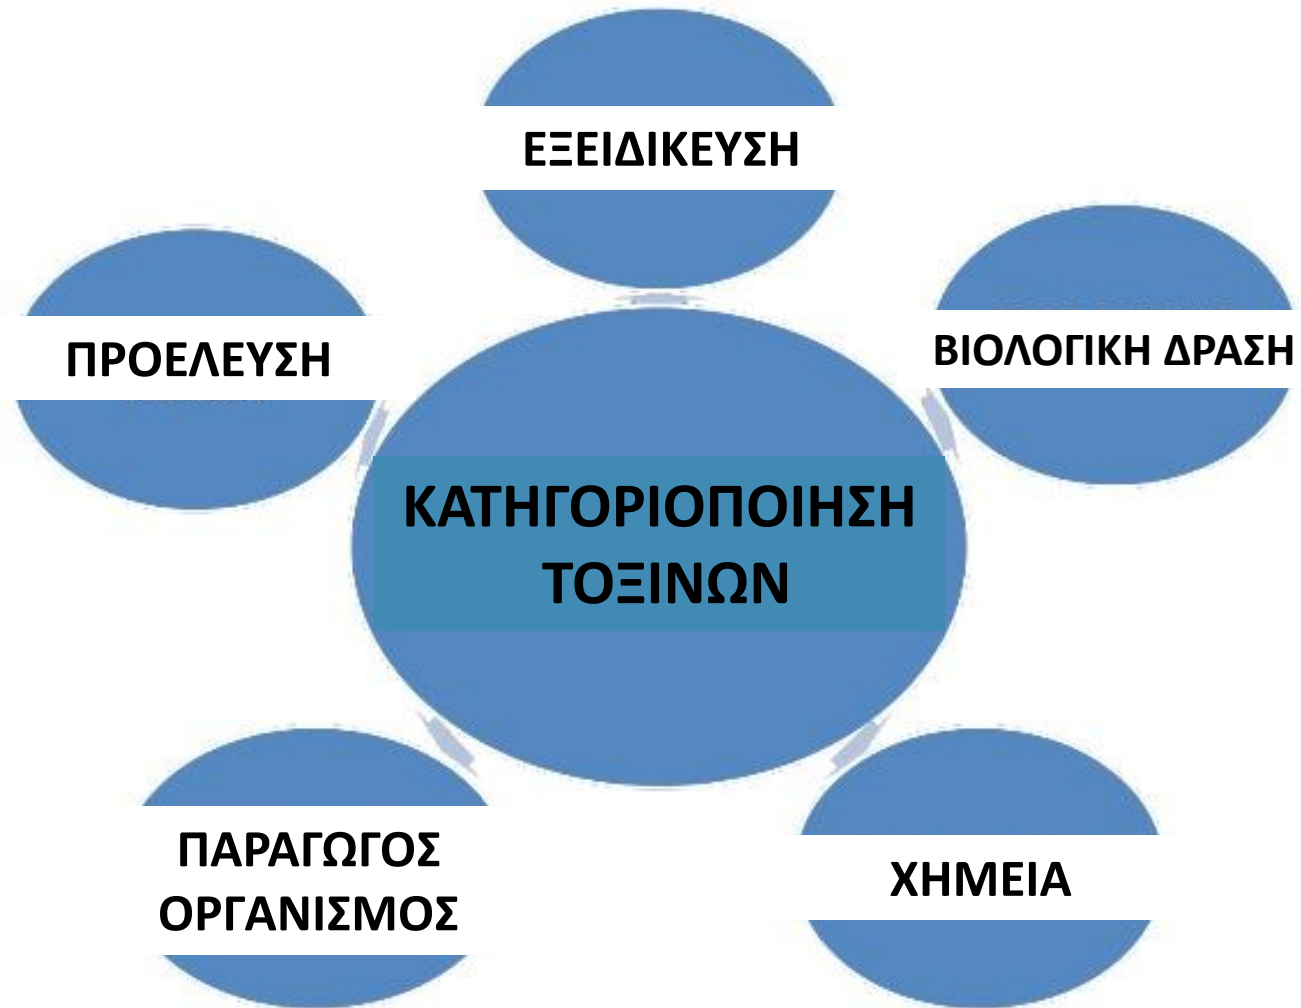 ΕΞΕΙΔΙΚΕΥΣΗ
ΠΡΟΕΛΕΥΣΗ
ΒΙΟΛΟΓΙΚΗ ΔΡΑΣΗ
ΚΑΤΗΓΟΡΙΟΠΟΙΗΣΗ
ΤΟΞΙΝΩΝ
ΠΑΡΑΓΩΓΟΣ
ΟΡΓΑΝΙΣΜΟΣ
ΧΗΜΕΙΑ